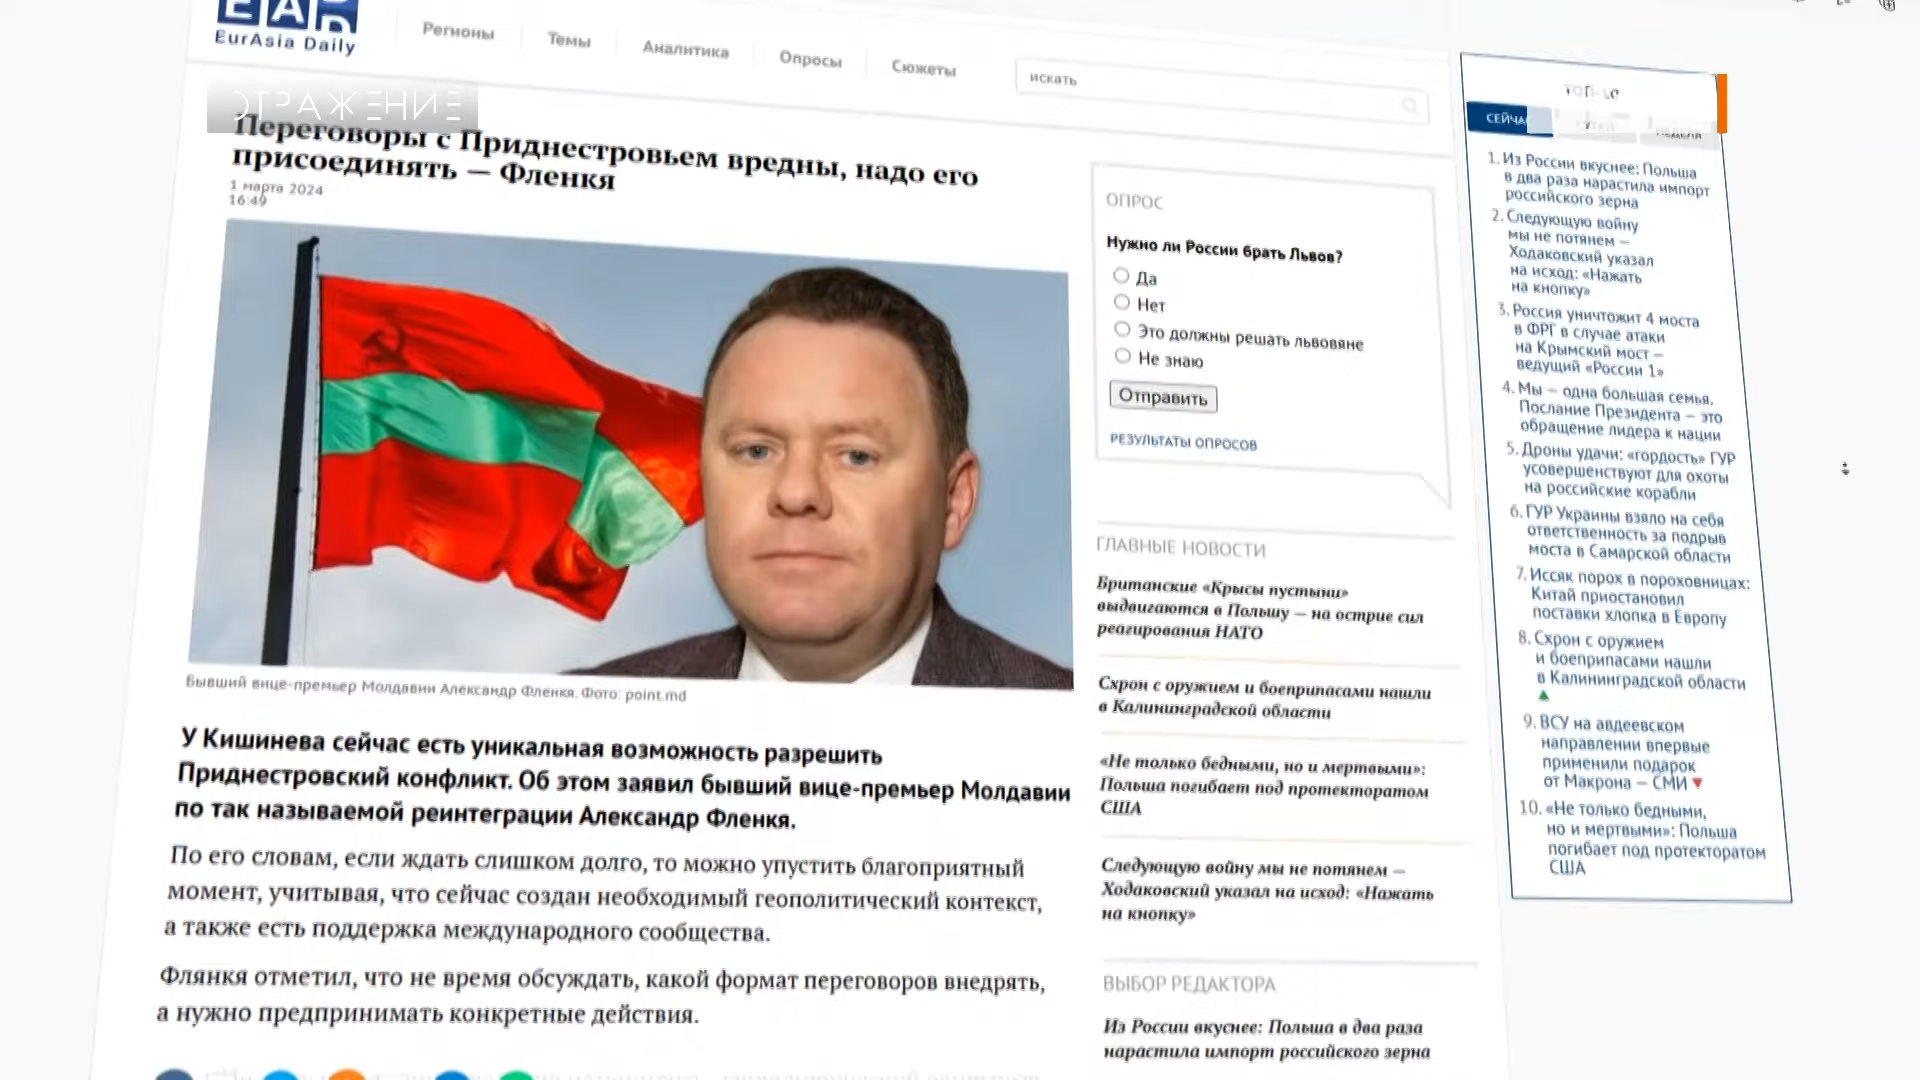 EAD
EurAsia Daily
Регионы
Темы
Аналитика
Опросы
Сюжеты
искать
ОТРАЖЕНИЕ
Переговоры с Приднестровьем вредны, надо его
присоединять — Фленкя
1 марта 2024
16:49
Бывший вице-премьер Молдавии Александр Фленкя. Фото: point.md
У Кишинева сейчас есть уникальная возможность разрешить
Приднестровский конфликт. Об этом заявил бывший вице-премьер Молдавии
по так называемой реинтеграции Александр Фленкя.
По его словам, если ждать слишком долго, то можно упустить благоприятный
момент, учитывая, что сейчас создан необходимый геополитический контекст,
а также есть поддержка международного сообщества.
Флянкя отметил, что не время обсуждать, какой формат переговоров внедрять,
а нужно предпринимать конкретные действия.
ОПРОС
Нужно ли России брать Львов?
Да
Нет
Это должны решать львовяне
Не знаю
Отправить
РЕЗУЛЬТАТЫ ОПРОСОВ
ГЛАВНЫЕ НОВОСТИ
Британские «Крысы пустыни»
выдвигаются в Польшу — на острие сил
реагирования НАТО
Схрон с оружием и боеприпасами нашли
в Калининградской области
«Не только бедными, но и мертвыми»:
Польша погибает под протекторатом
США
Следующую войну мы не потянем —
Ходаковский указал на исход: «Нажать
на кнопку»
ВЫБОР РЕДАКТОРА
Из России вкуснее: Польша в два раза
нарастила импорт российского зерна
НЕДЕЛЯ
1. Из России вкуснее: Польша
в два раза нарастила импорт
российского зерна
2. Следующую войну
мы не потянем —
Ходаковский указал
на исход: «Нажать
на кнопку»
3. Россия уничтожит 4 моста
в ФРГ в случае атаки
на Крымский мост —
ведущий «России 1»
4. Мы — одна большая семья.
Послание Президента — это
обращение лидера к нации
5. Дроны удачи: «гордость» ГУР
усовершенствуют для охоты
на российские корабли
6. ГУР Украины взяло на себя
ответственность за подрыв
моста в Самарской области
7. Иссяк порох в пороховницах:
Китай приостановил
поставки хлопка в Европу
8. Схрон с оружием
и боеприпасами нашли
в Калининградской области
9. ВСУ на авдеевском
направлении впервые
применили подарок
от Макрона — СМИ
10. «Не только бедными,
но и мертвыми»: Польша
погибает под протекторатом
США